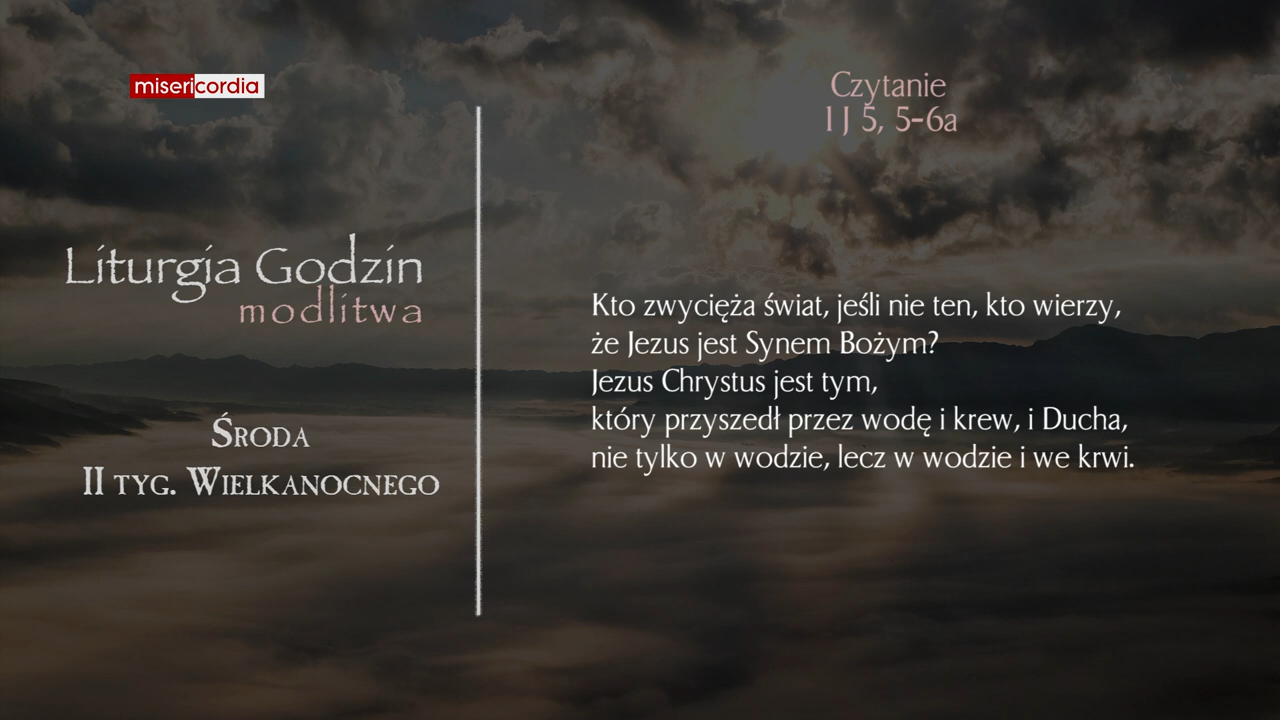 misericordia
Liturgia Godzin
modlitwa
Środa
II tyg. Wielkanocnego
Czytanie
1 J 5, 5-6a
Kto zwycięża świat, jeśli nie ten, kto wierzy,
że Jezus jest Synem Bożym?
Jezus Chrystus jest tym,
który przyszedł przez wodę i krew, i Ducha,
nie tylko w wodzie, lecz w wodzie i we krwi.